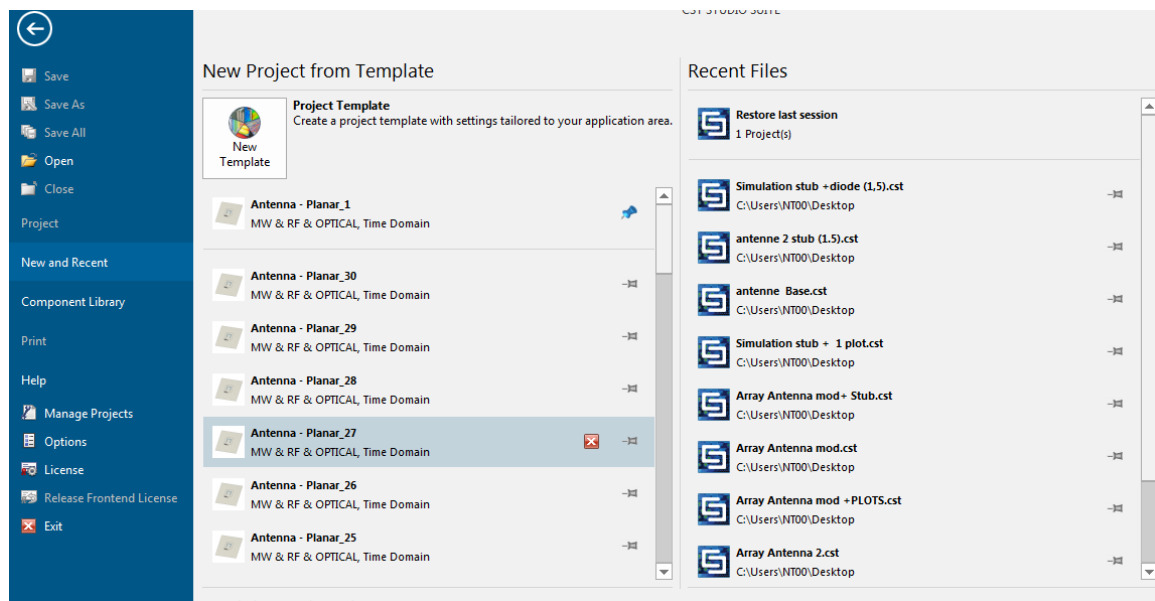 CST STUDIO SUITE
Save
Save As
Save All
Open
Close
Project
New and Recent
Component Library
Print
Help
Manage Projects
Options
License
Release Frontend License
Exit
New Project from Template
New
Template
Project Template
Create a project template with settings tailored to your application area.
Antenna - Planar_1
MW & RF & OPTICAL, Time Domain
Antenna - Planar_30
MW & RF & OPTICAL, Time Domain
Antenna - Planar_29
MW & RF & OPTICAL, Time Domain
Antenna - Planar_28
MW & RF & OPTICAL, Time Domain
Antenna - Planar_27
MW & RF & OPTICAL, Time Domain
Antenna - Planar_26
MW & RF & OPTICAL, Time Domain
Antenna - Planar_25
MW & RF & OPTICAL, Time Domain
Recent Files
Restore last session
1 Project(s)
Simulation stub +diode (1,5).cst
C:\Users\NT00\Desktop
antenne 2 stub (1.5).cst
C:\Users\NT00\Desktop
antenne  Base.cst
C:\Users\NT00\Desktop
Simulation stub +  1 plot.cst
C:\Users\NT00\Desktop
Array Antenna mod+ Stub.cst
C:\Users\NT00\Desktop
Array Antenna mod.cst
C:\Users\NT00\Desktop
Array Antenna mod +PLOTS.cst
C:\Users\NT00\Desktop
Array Antenna 2.cst
C:\Users\NT00\Desktop